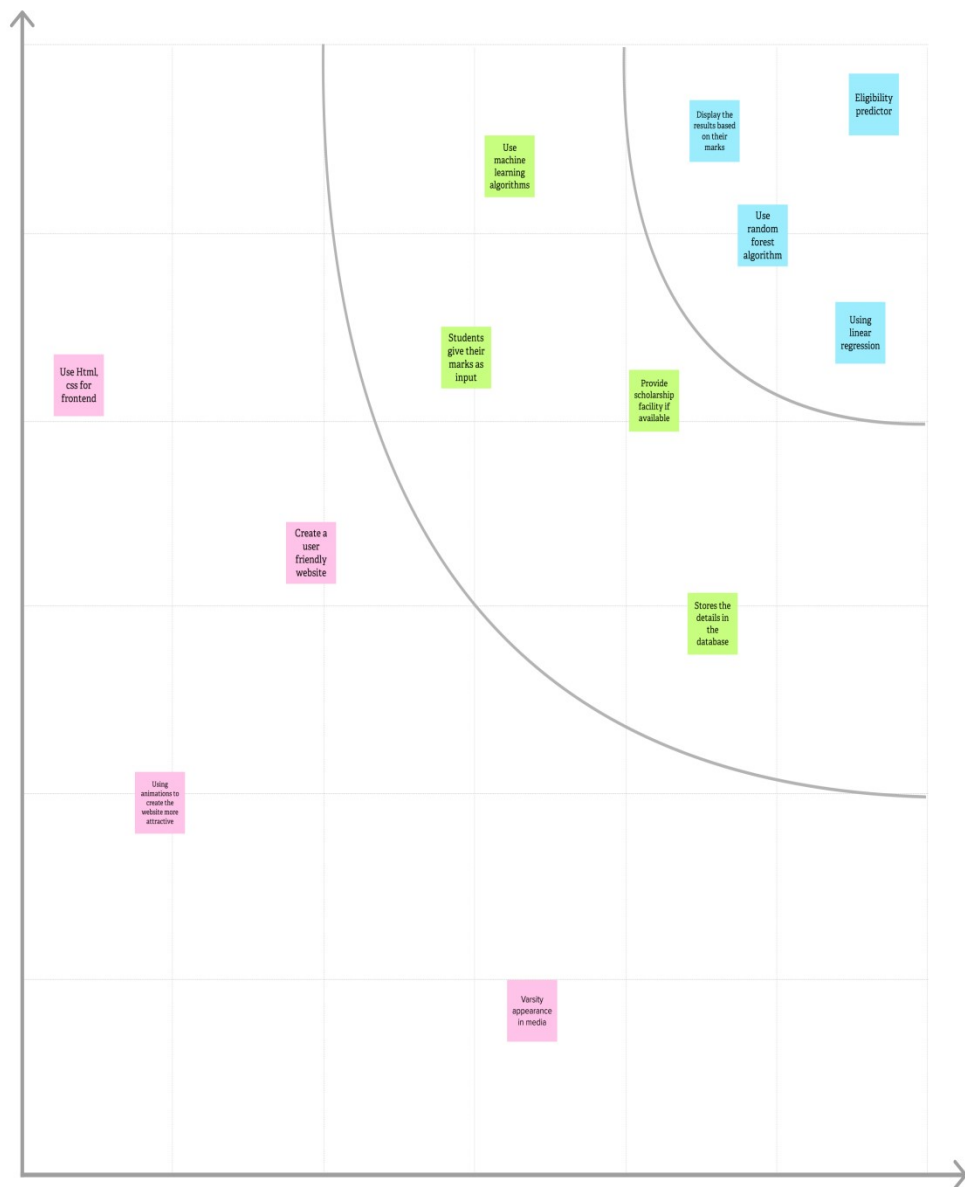 Eligibility
predictor
Display the
results based
on their
marks
Use
machine
learning
algorithms
Use
random
forest
algorithm
Using
linear
regression
Students
give their
marks as
input
Use Html,
css for
frontend
Provide
scholarship
facility if
available
Create a
user
friendly
website
Stores the
details in
the
database
Using
animations to
create the
website more
attractive
Varsity
appearance
in media